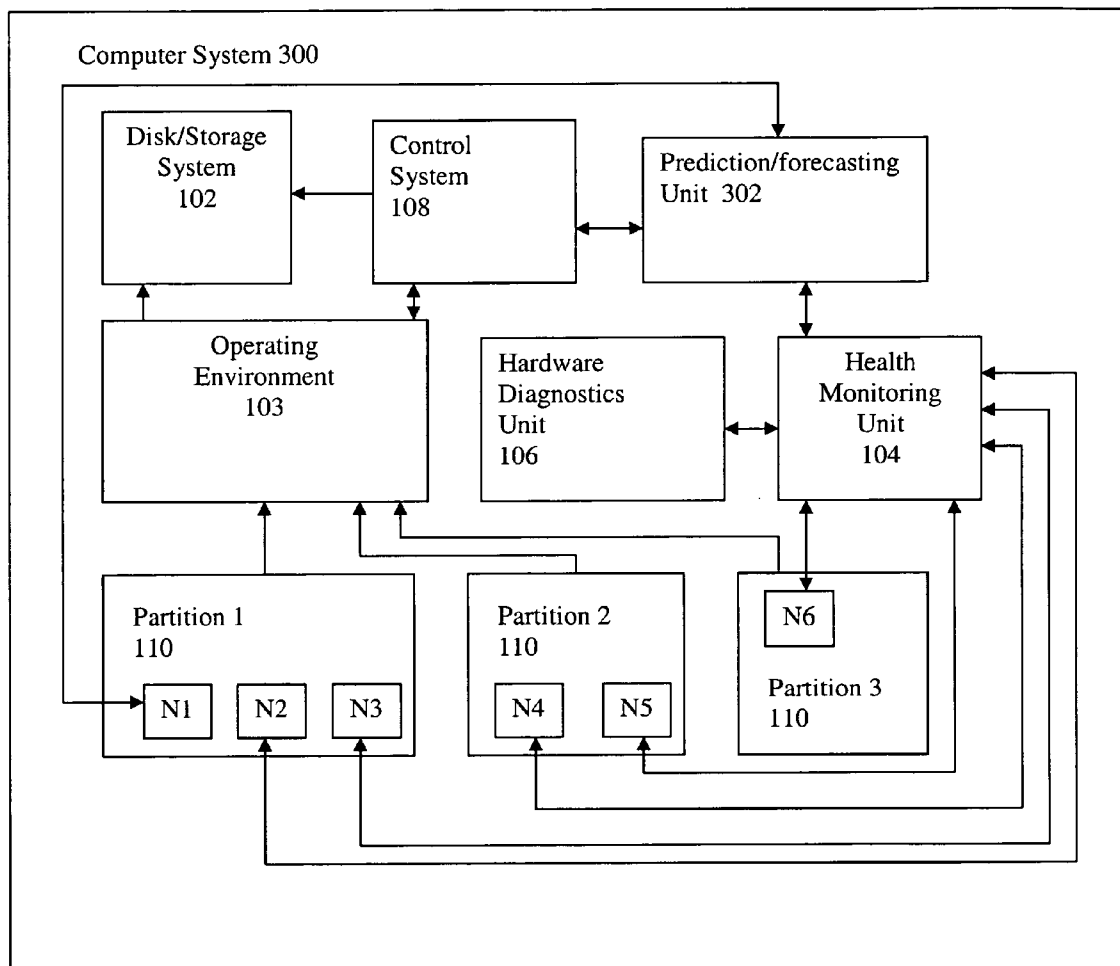 Computer System 300
Disk/Storage
System
102
Control
System
108
Prediction/forecasting
Unit 302
Operating
Environment
103
Hardware
Diagnostics
Unit
106
Health
Monitoring
Unit
104
Partition 1
110
N1
N2
N3
Partition 2
110
N4
N5
N6
Partition 3
110